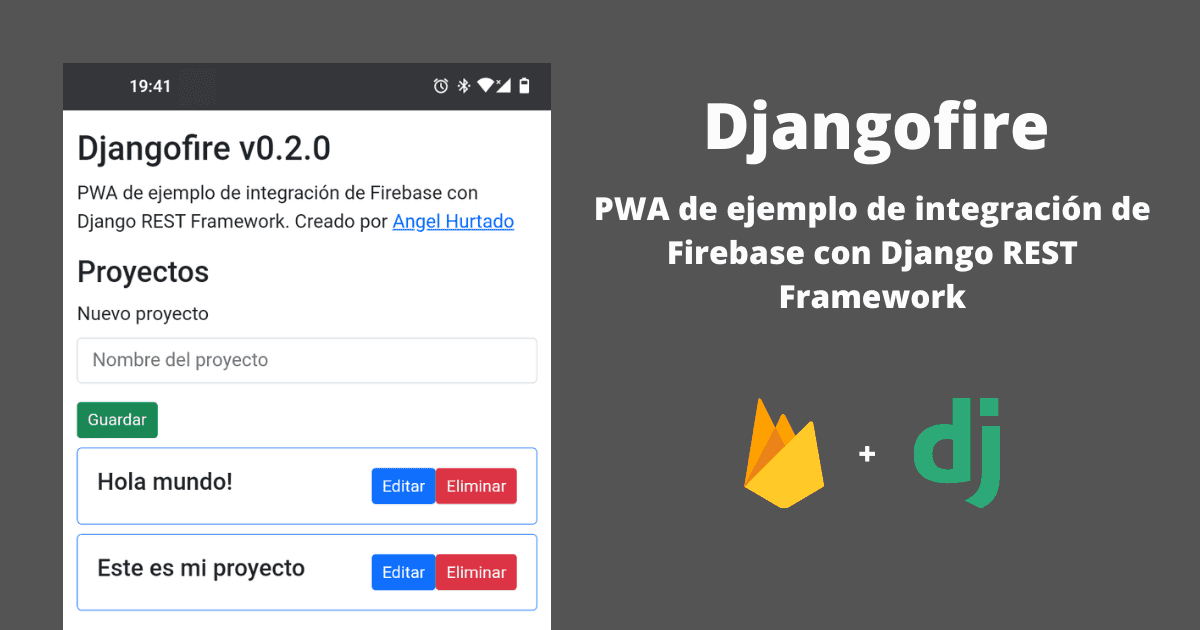 19:41
Djangofire v0.2.0
PWA de ejemplo de integración de Firebase con
Django REST Framework. Creado por Angel Hurtado
Proyectos
Nuevo proyecto
Nombre del proyecto
Guardar
Hola mundo!
Editar
Eliminar
Este es mi proyecto
Editar
Eliminar
Djangofire
PWA de ejemplo de integración de
Firebase con Django REST
Framework
+
dj